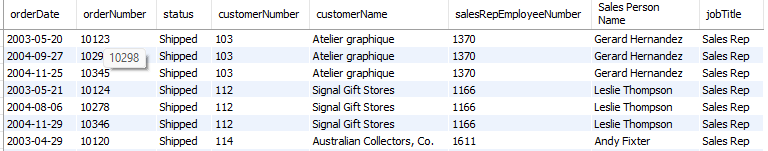 orderDate orderNumber status customerNumber customerName salesRepEmployeeNumber Sales Person Name jobTitle
2003-05-20 10123 Shipped 103 Atelier graphique 1370 Gerard Hernandez Sales Rep
2004-09-27 1029 Shipped 103 Atelier graphique 1370 Gerard Hernandez Sales Rep
10298
2004-11-25 10345 Shipped 103 Atelier graphique 1370 Gerard Hernandez Sales Rep
2003-05-21 10124 Shipped 112 Signal Gift Stores 1166 Leslie Thompson Sales Rep
2004-08-06 10278 Shipped 112 Signal Gift Stores 1166 Leslie Thompson Sales Rep
2004-11-29 10346 Shipped 112 Signal Gift Stores 1166 Leslie Thompson Sales Rep
2003-04-29 10120 Shipped 114 Australian Collectors, Co. 1611 Andy Fixter Sales Rep